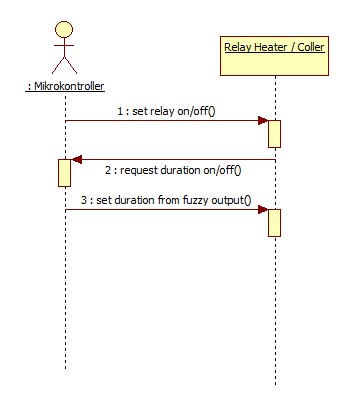 Relay Heater / Coller
: Mikrokontroller
1 : set relay on/off()
2 : request duration on/off()
3 : set duration from fuzzy output()